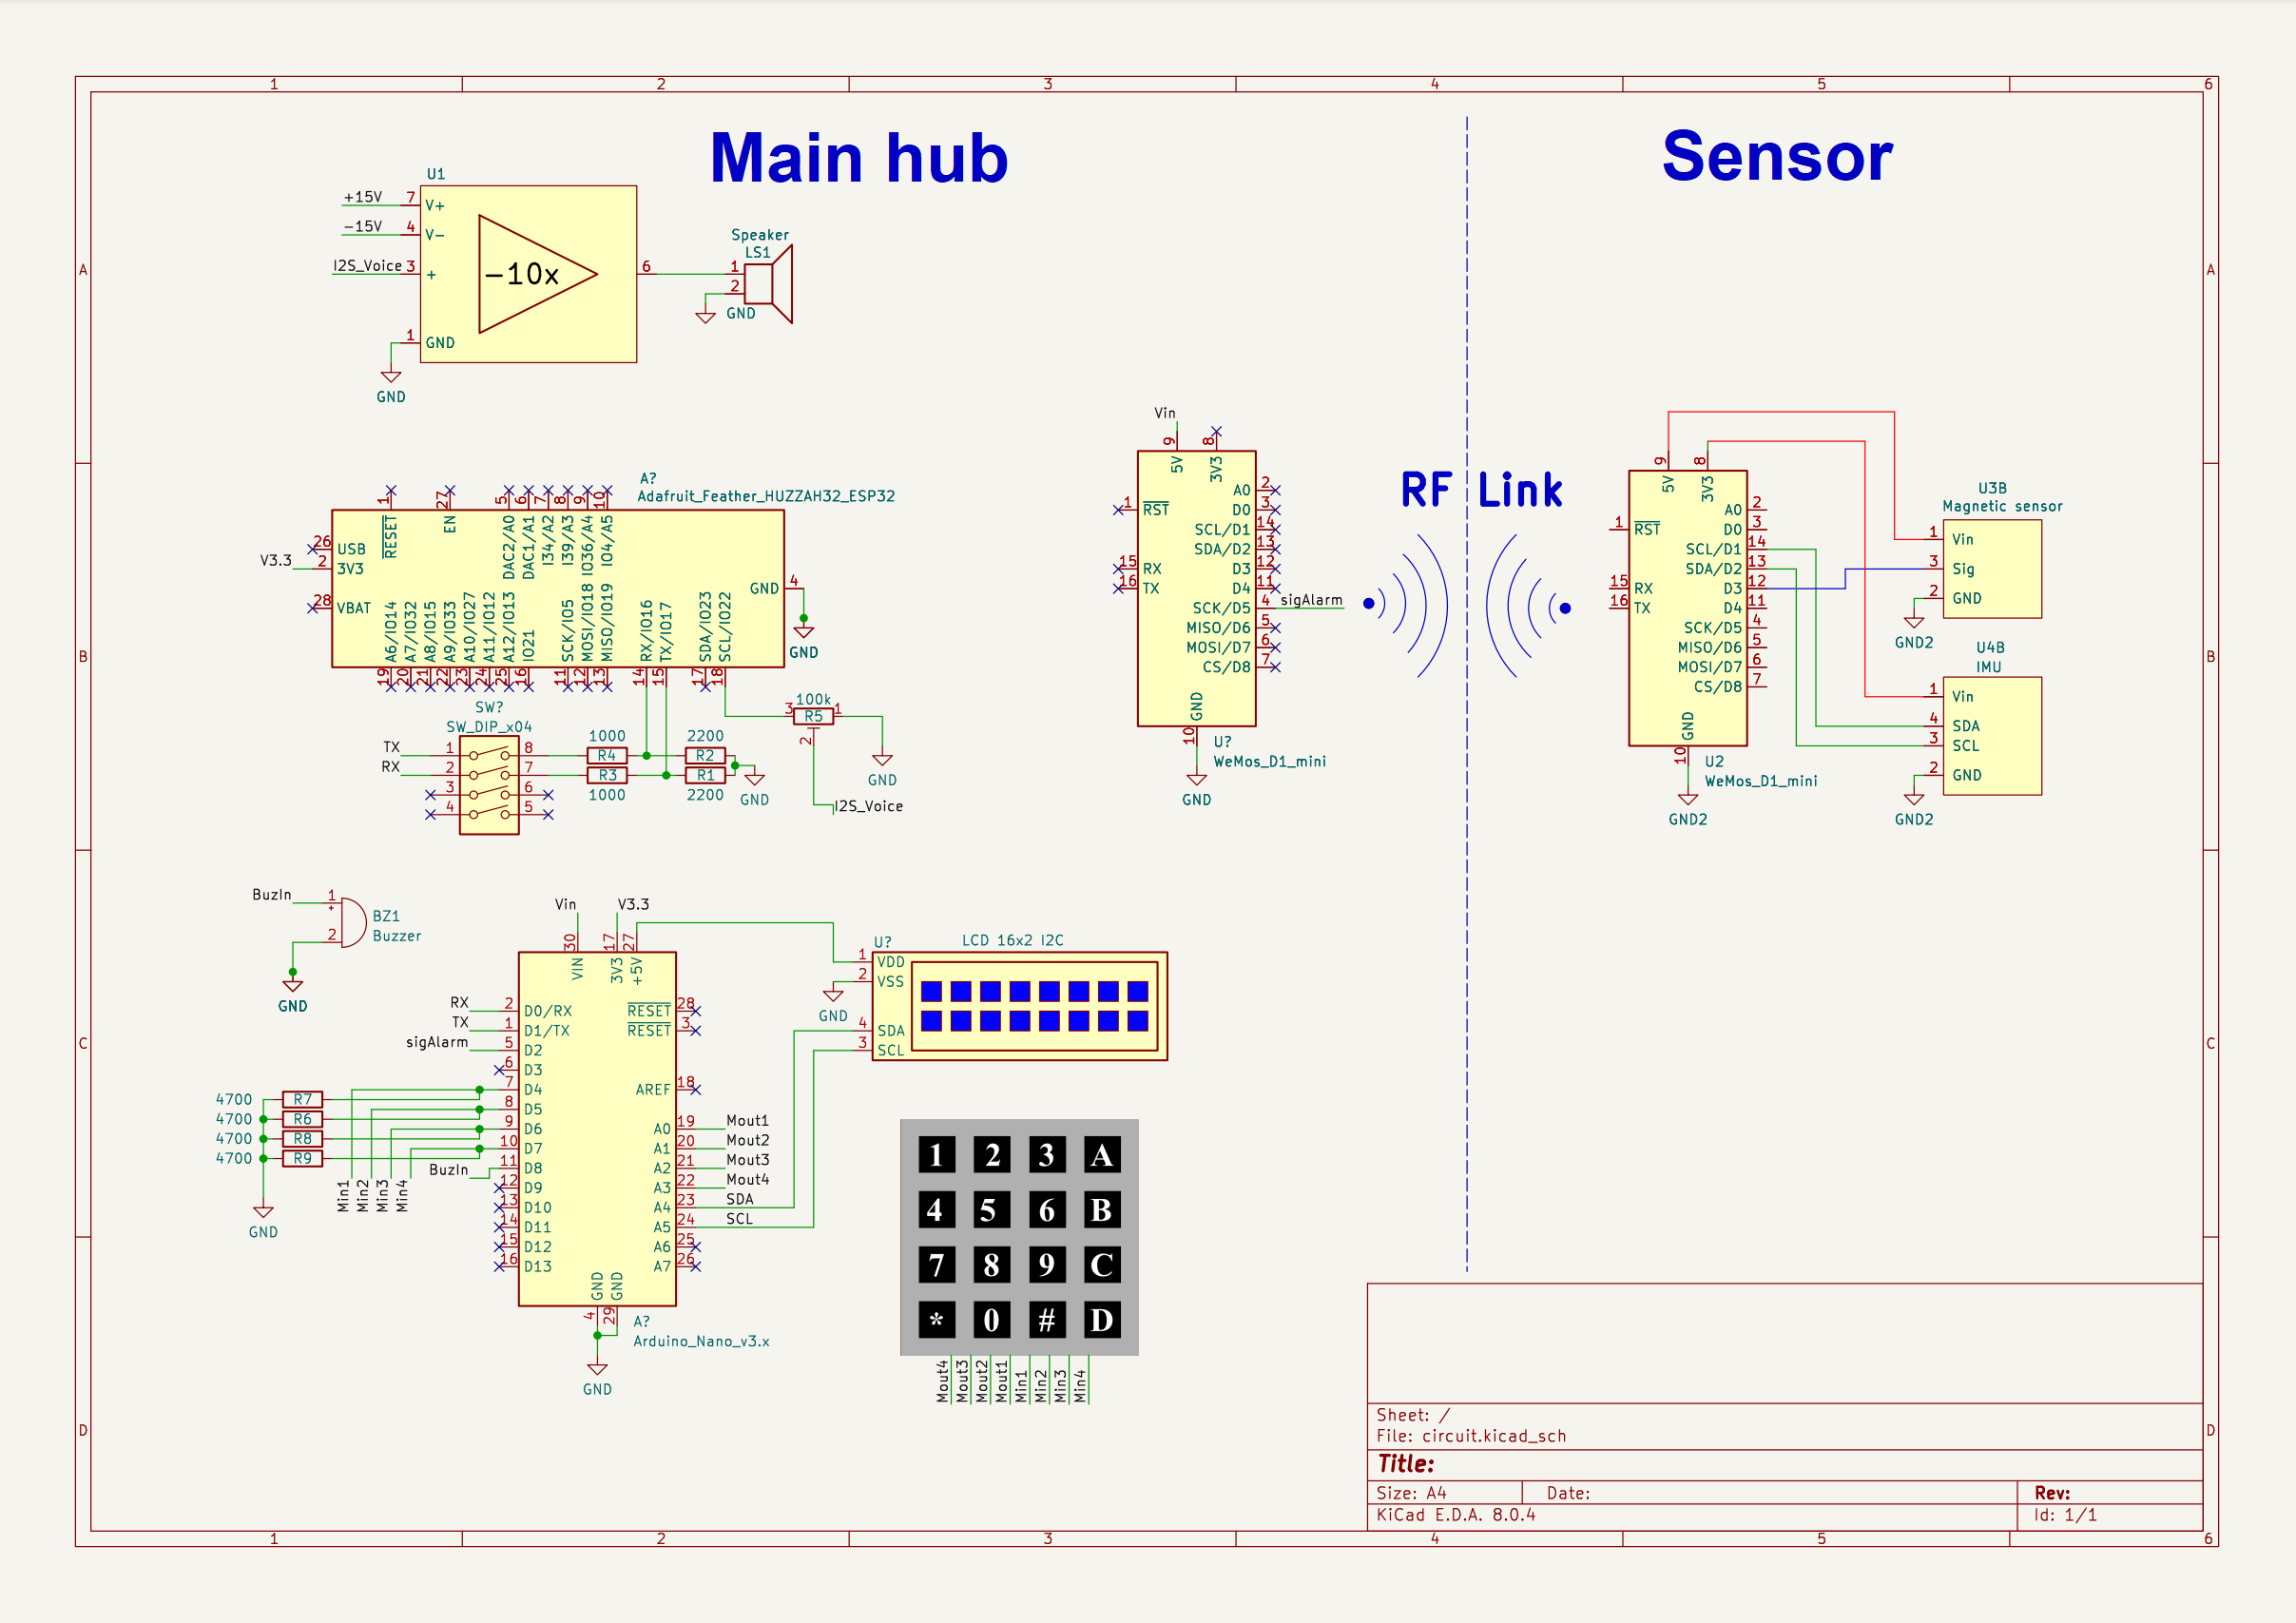 1 2 3 4 5 6
A
B
C
D
Main hub
Sensor
U1
+15V 7 V+
-15V 4 V-
I2S_Voice 3 +
-10x
6
1 GND
GND
Speaker
LS1
1
2
GND
A?
Adafruit_Feather_HUZZAH32_ESP32
1 27 5 6 7 8 9 10
RESET EN DAC2/A0 DAC1/A1 I34/A2 I39/A3 IO36/A4 IO4/A5
26 USB
V3.3 2 3V3
28 VBAT
GND 4
GND
A6/IO14 A7/IO32 A8/IO15 A9/IO33 A10/IO27 A11/IO12 A12/IO13 IO21 SCK/IO5 MOSI/IO18 MISO/IO19 RX/IO16 TX/IO17 SDA/IO23 SCL/IO22
19 20 21 22 23 24 25 16 11 12 13 14 15 17 18
SW?
SW_DIP_x04
TX 1 8
RX 2 7
3 6
4 5
1000 2200
R4 R2
R3 R1
1000 2200
GND
100k
3 R5 1
2
GND
I2S_Voice
Vin
9 8
5V 3V3
1 RST
15 RX
16 TX
A0 2
D0 3
SCL/D1 14
SDA/D2 13
D3 12
D4 11
SCK/D5 4 sigAlarm
MISO/D6 5
MOSI/D7 6
CS/D8 7
GND
10
U?
WeMos_D1_mini
GND
RF Link
9 8
5V 3V3
1 RST
15 RX
16 TX
A0 2
D0 3
SCL/D1 14
SDA/D2 13
D3 12
D4 11
SCK/D5 4
MISO/D6 5
MOSI/D7 6
CS/D8 7
GND
10
U2
WeMos_D1_mini
GND2
U3B
Magnetic sensor
1 Vin
3 Sig
2 GND
GND2
U4B
IMU
1 Vin
4 SDA
3 SCL
2 GND
GND2
BuzIn 1
+
2
BZ1
Buzzer
GND
Vin V3.3
30 17 27
VIN 3V3 +5V
RX 2 D0/RX
TX 1 D1/TX
sigAlarm 5 D2
6 D3
7 D4
8 D5
9 D6
10 D7
BuzIn 11 D8
12 D9
13 D10
14 D11
15 D12
16 D13
RESET 28
RESET 3
AREF 18
A0 19 Mout1
A1 20 Mout2
A2 21 Mout3
A3 22 Mout4
A4 23 SDA
A5 24 SCL
A6 25
A7 26
GND GND
4 29
A?
Arduino_Nano_v3.x
GND
4700 R7
4700 R6
4700 R8
4700 R9
Min1 Min2 Min3 Min4
GND
U? LCD 16x2 I2C
1 VDD
2 VSS
GND
4 SDA
3 SCL
1 2 3 A
4 5 6 B
7 8 9 C
* 0 # D
Mout4 Mout3 Mout2 Mout1 Min1 Min2 Min3 Min4
Sheet: /
File: circuit.kicad_sch
Title:
Size: A4 Date: Rev:
KiCad E.D.A. 8.0.4 Id: 1/1
1 2 3 4 5 6
A
B
C
D